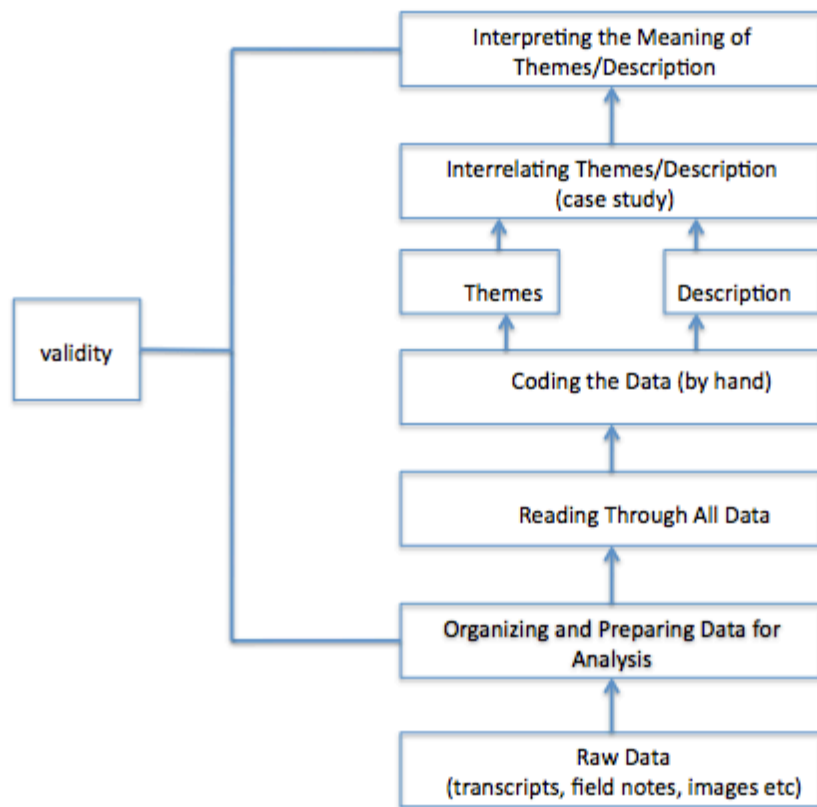 Interpreting the Meaning of
Themes/Description
Interrelating Themes/Description
(case study)
Themes
Description
validity
Coding the Data (by hand)
Reading Through All Data
Organizing and Preparing Data for
Analysis
Raw Data
(transcripts, field notes, images etc)